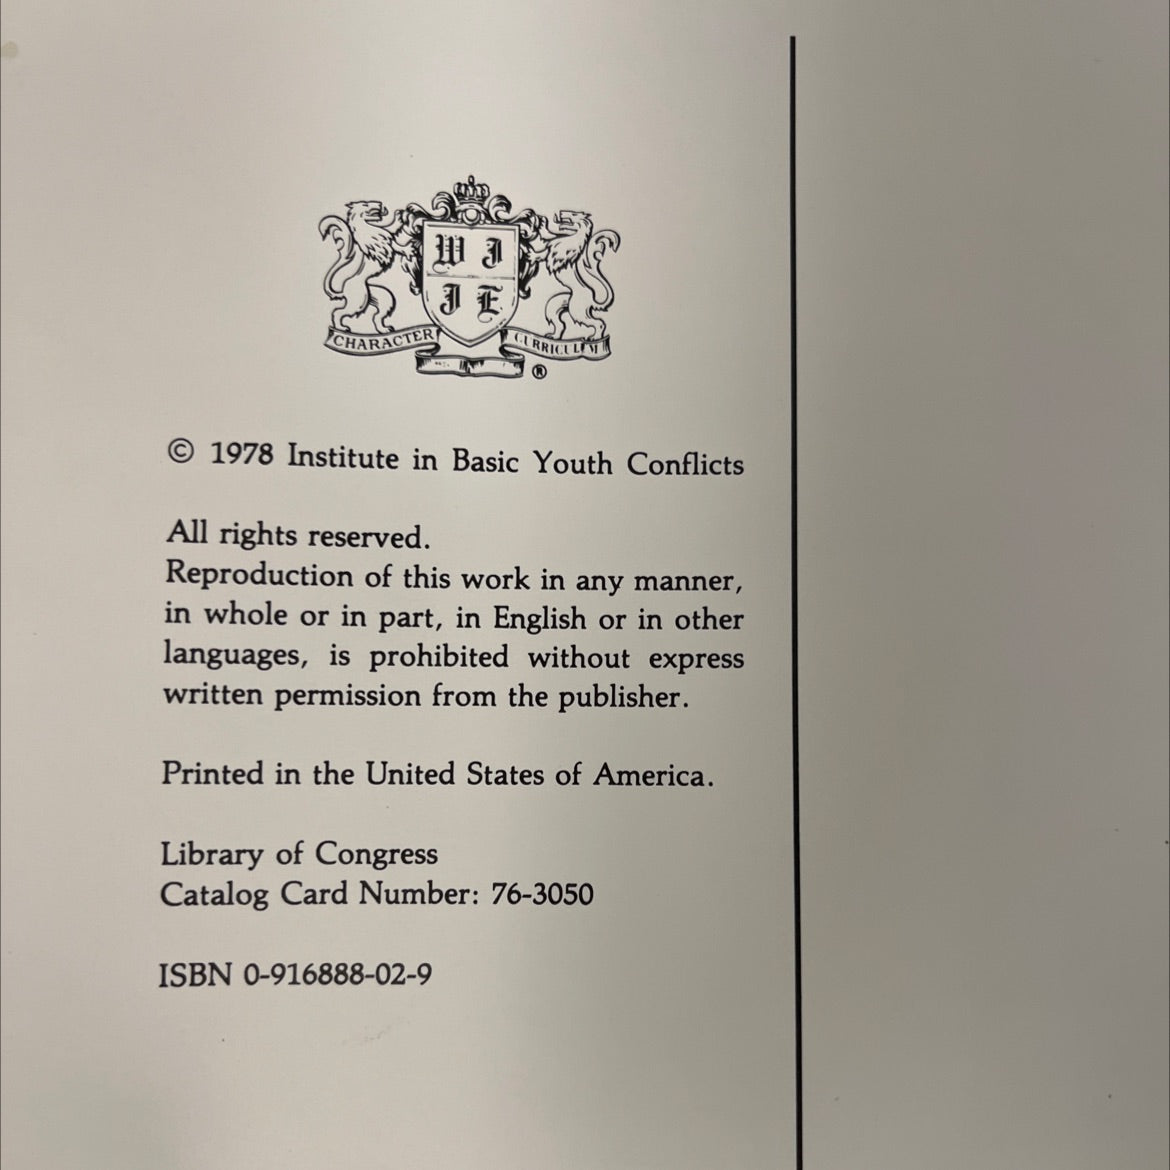 W J
J E
CHARACTER CURRICULUM
®
© 1978 Institute in Basic Youth Conflicts
All rights reserved.
Reproduction of this work in any manner,
in whole or in part, in English or in other
languages, is prohibited without express
written permission from the publisher.
Printed in the United States of America.
Library of Congress
Catalog Card Number: 76-3050
ISBN 0-916888-02-9